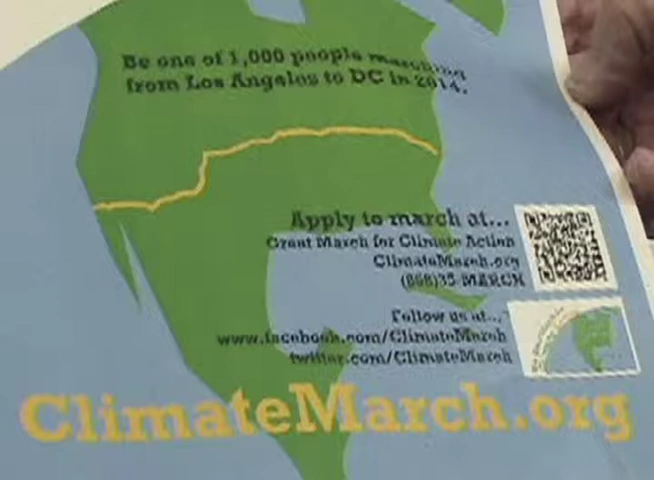 Be one of 1,000 people marching
from Los Angeles to DC in 2014.
Apply to march at...
Great March for Climate Action
ClimateMarch.org
(868)35-MARCH
Follow us at...
www.facebook.com/ClimateMarch
twitter.com/ClimateMarch
ClimateMarch.org